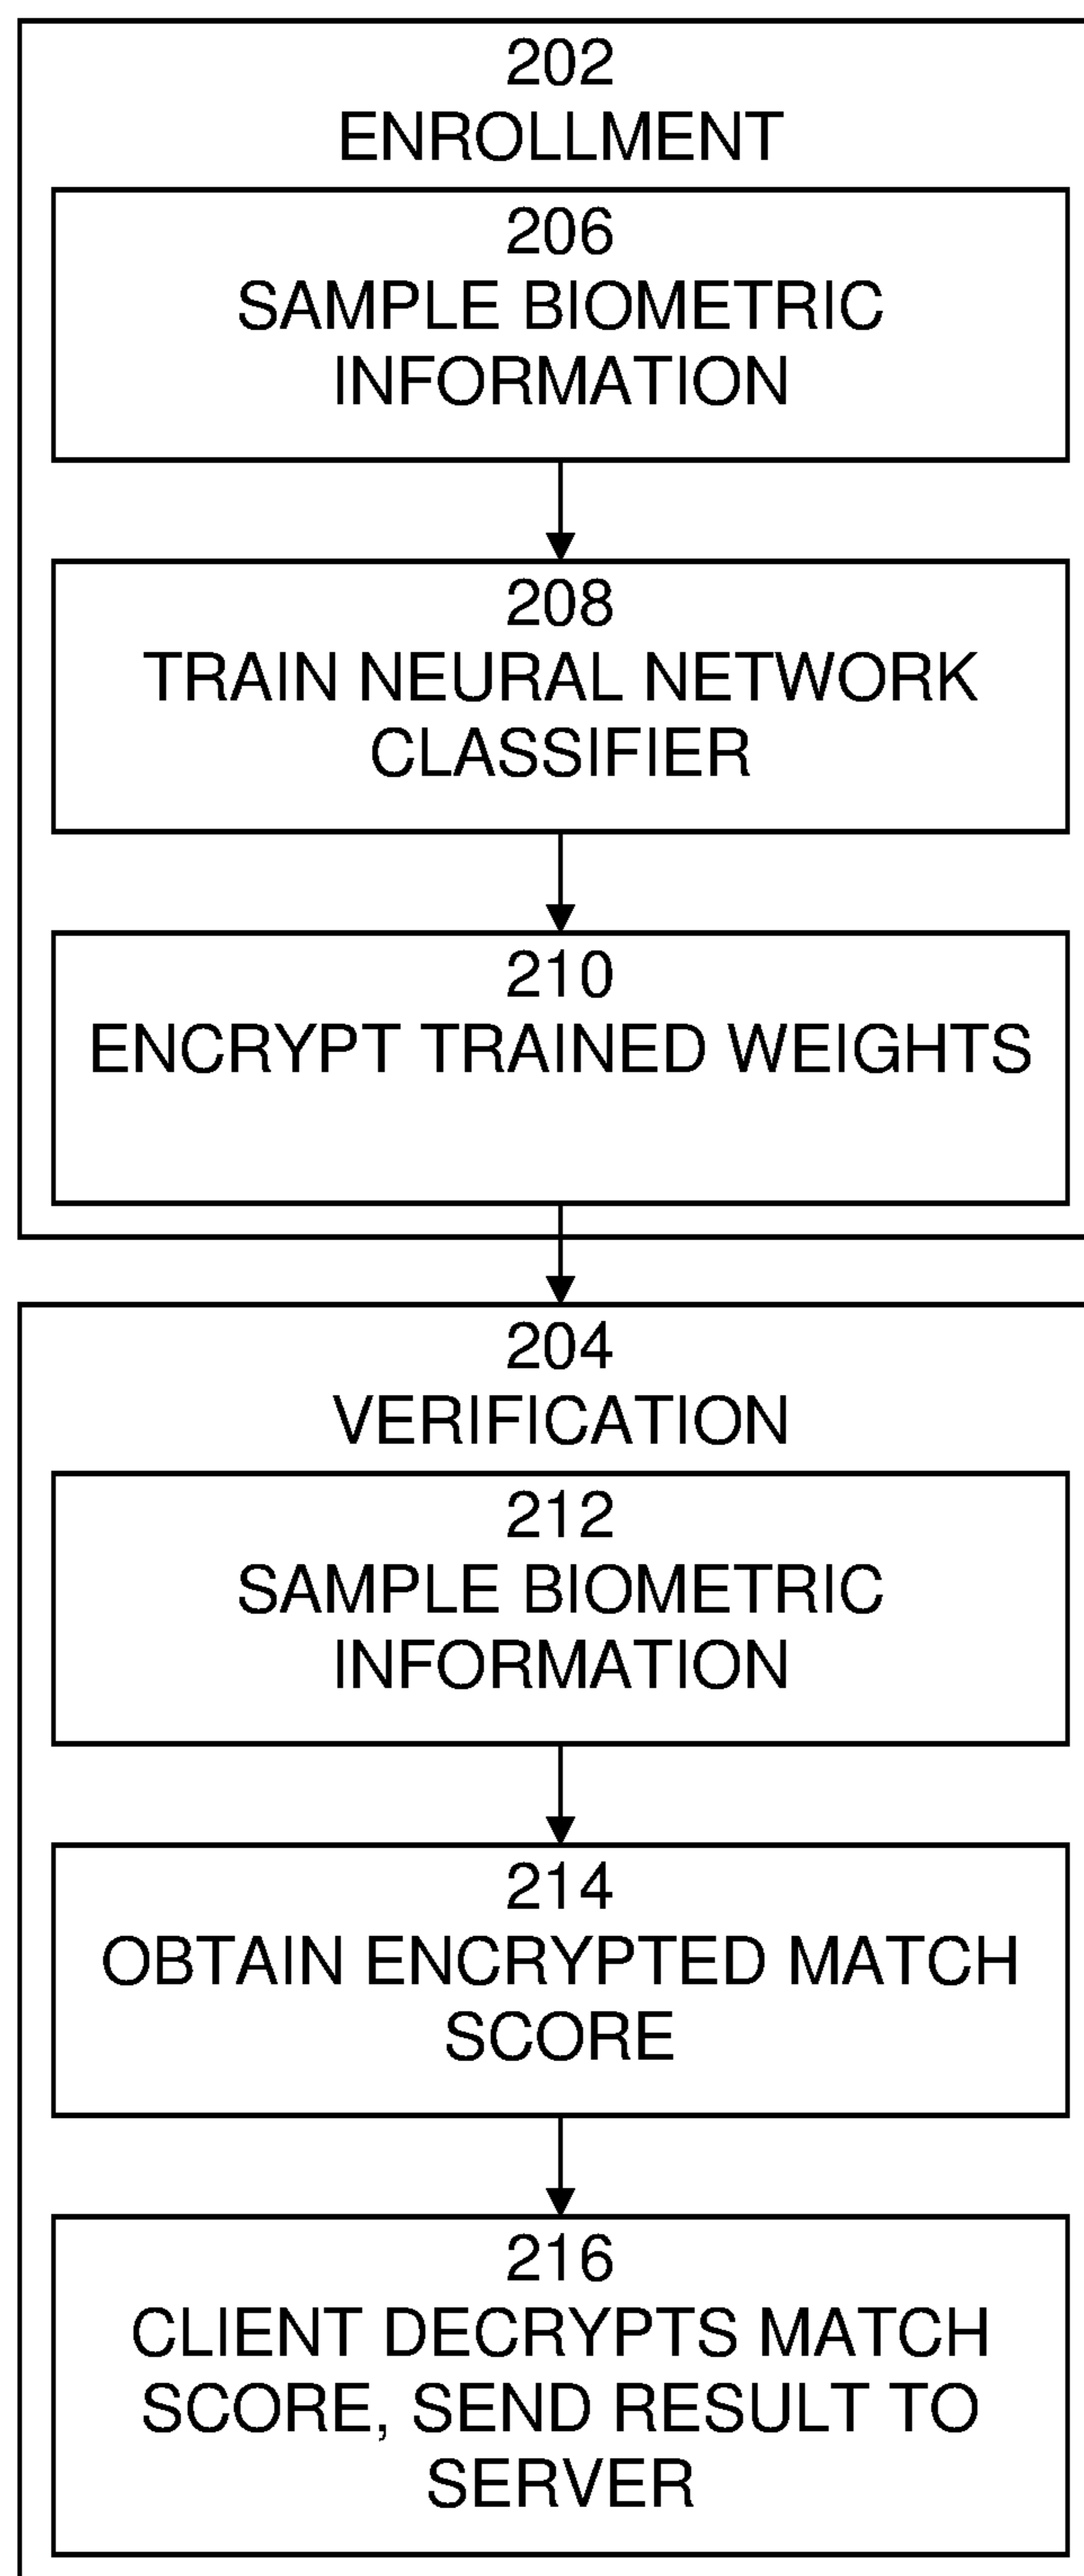 202
ENROLLMENT
206
SAMPLE BIOMETRIC
INFORMATION
208
TRAIN NEURAL NETWORK
CLASSIFIER
210
ENCRYPT TRAINED WEIGHTS
204
VERIFICATION
212
SAMPLE BIOMETRIC
INFORMATION
214
OBTAIN ENCRYPTED MATCH
SCORE
216
CLIENT DECRYPTS MATCH
SCORE, SEND RESULT TO
SERVER